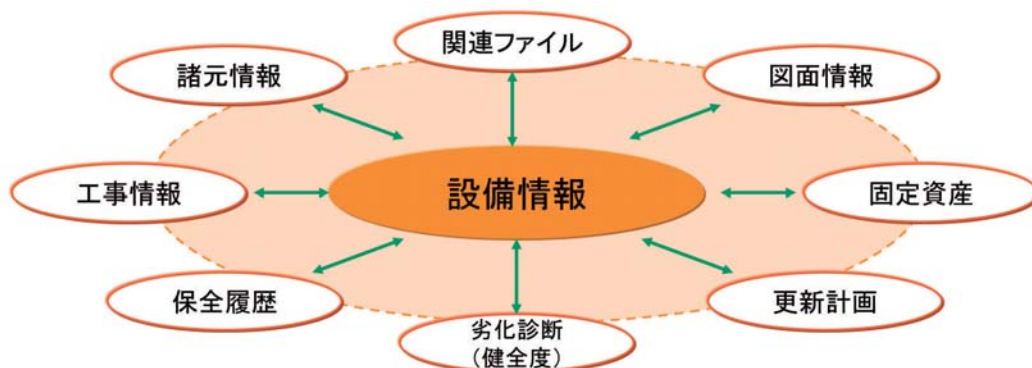 関連ファイル
諸元情報
図面情報
工事情報
設備情報
固定資産
保全履歴
更新計画
劣化診断
(健全度)